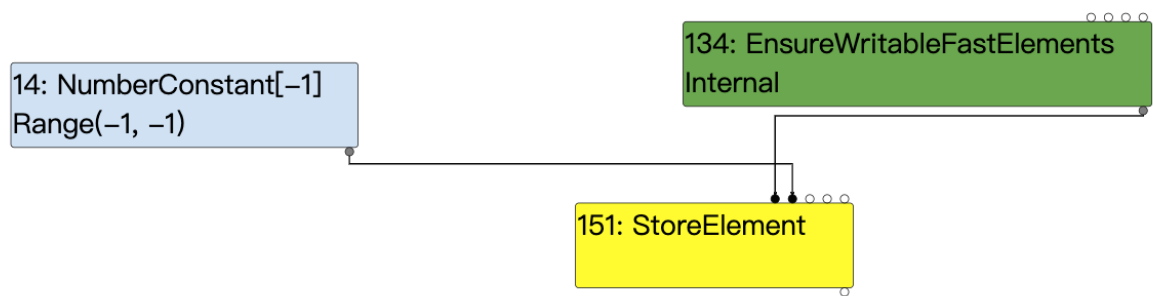 14: NumberConstant[−1]
Range(−1, −1)
134: EnsureWritableFastElements
Internal
151: StoreElement